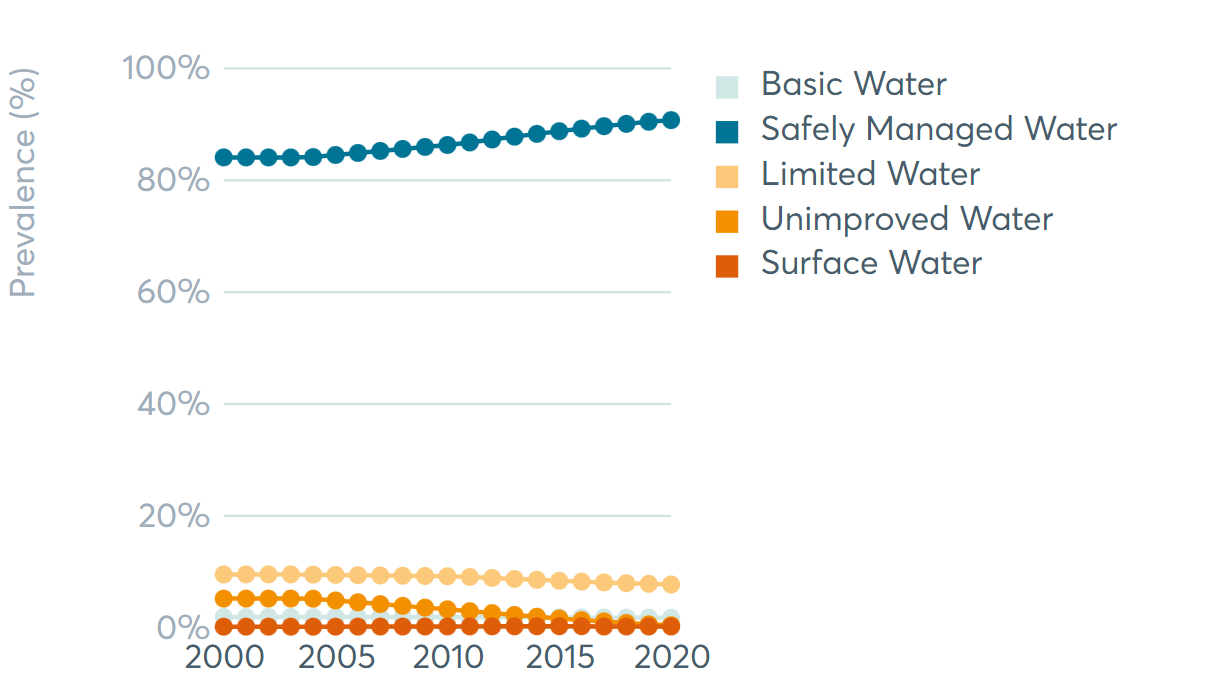 Prevalence (%)
100%
80%
60%
40%
20%
0%
2000 2005 2010 2015 2020
Basic Water
Safely Managed Water
Limited Water
Unimproved Water
Surface Water